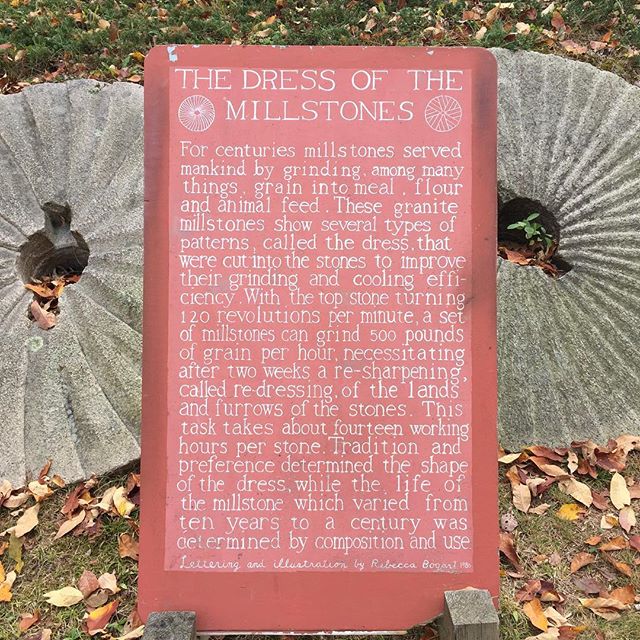 THE DRESS OF THE
MILLSTONES
For centuries millstones served
mankind by grinding, among many
things, grain into meal, flour
and animal feed. These granite
millstones show several types of
patterns, called the dress, that
were cut into the stones to improve
their grinding and cooling effi-
ciency. With the top stone turning
120 revolutions per minute, a set
of millstones can grind 500 pounds
of grain per hour, necessitating
after two weeks a re-sharpening,
called re-dressing, of the "lands"
and furrows of the stones. This
task takes about fourteen working
hours per stone. Tradition and
preference determined the shape
of the dress, while the life of
the millstone which varied from
ten years to a century was
determined by composition and use
Lettering and illustration by Rebecca Bogart 1986